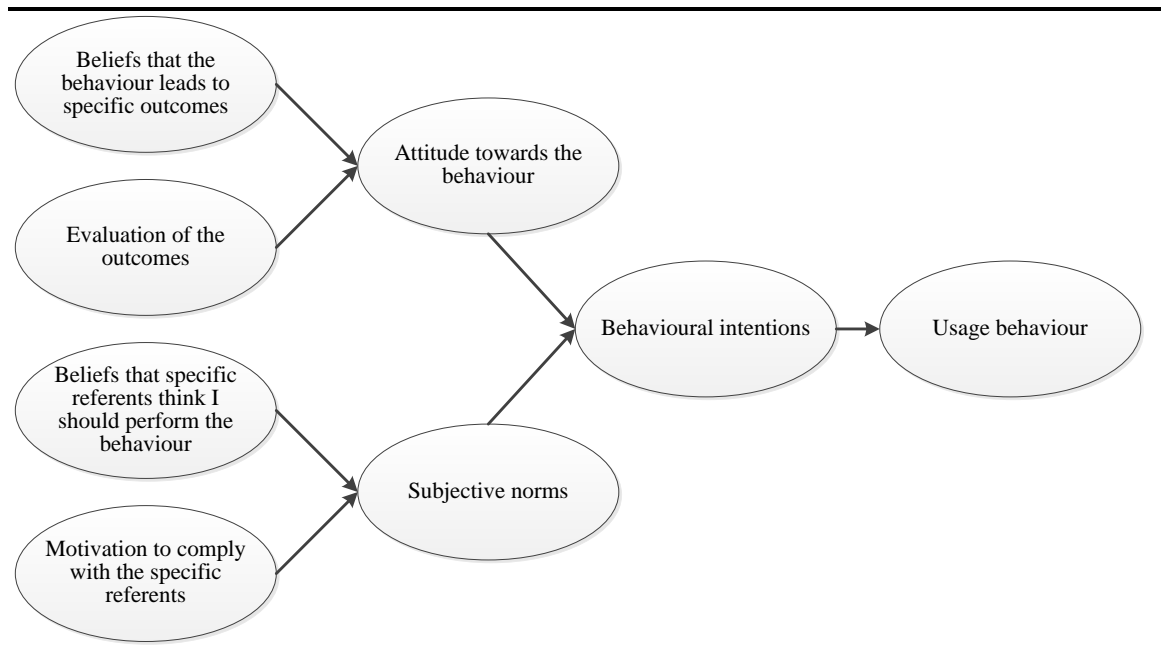 Beliefs that the
behaviour leads to
specific outcomes
Attitude towards the
behaviour
Evaluation of the
outcomes
Behavioural intentions
Usage behaviour
Beliefs that specific
referents think I
should perform the
behaviour
Subjective norms
Motivation to comply
with the specific
referents